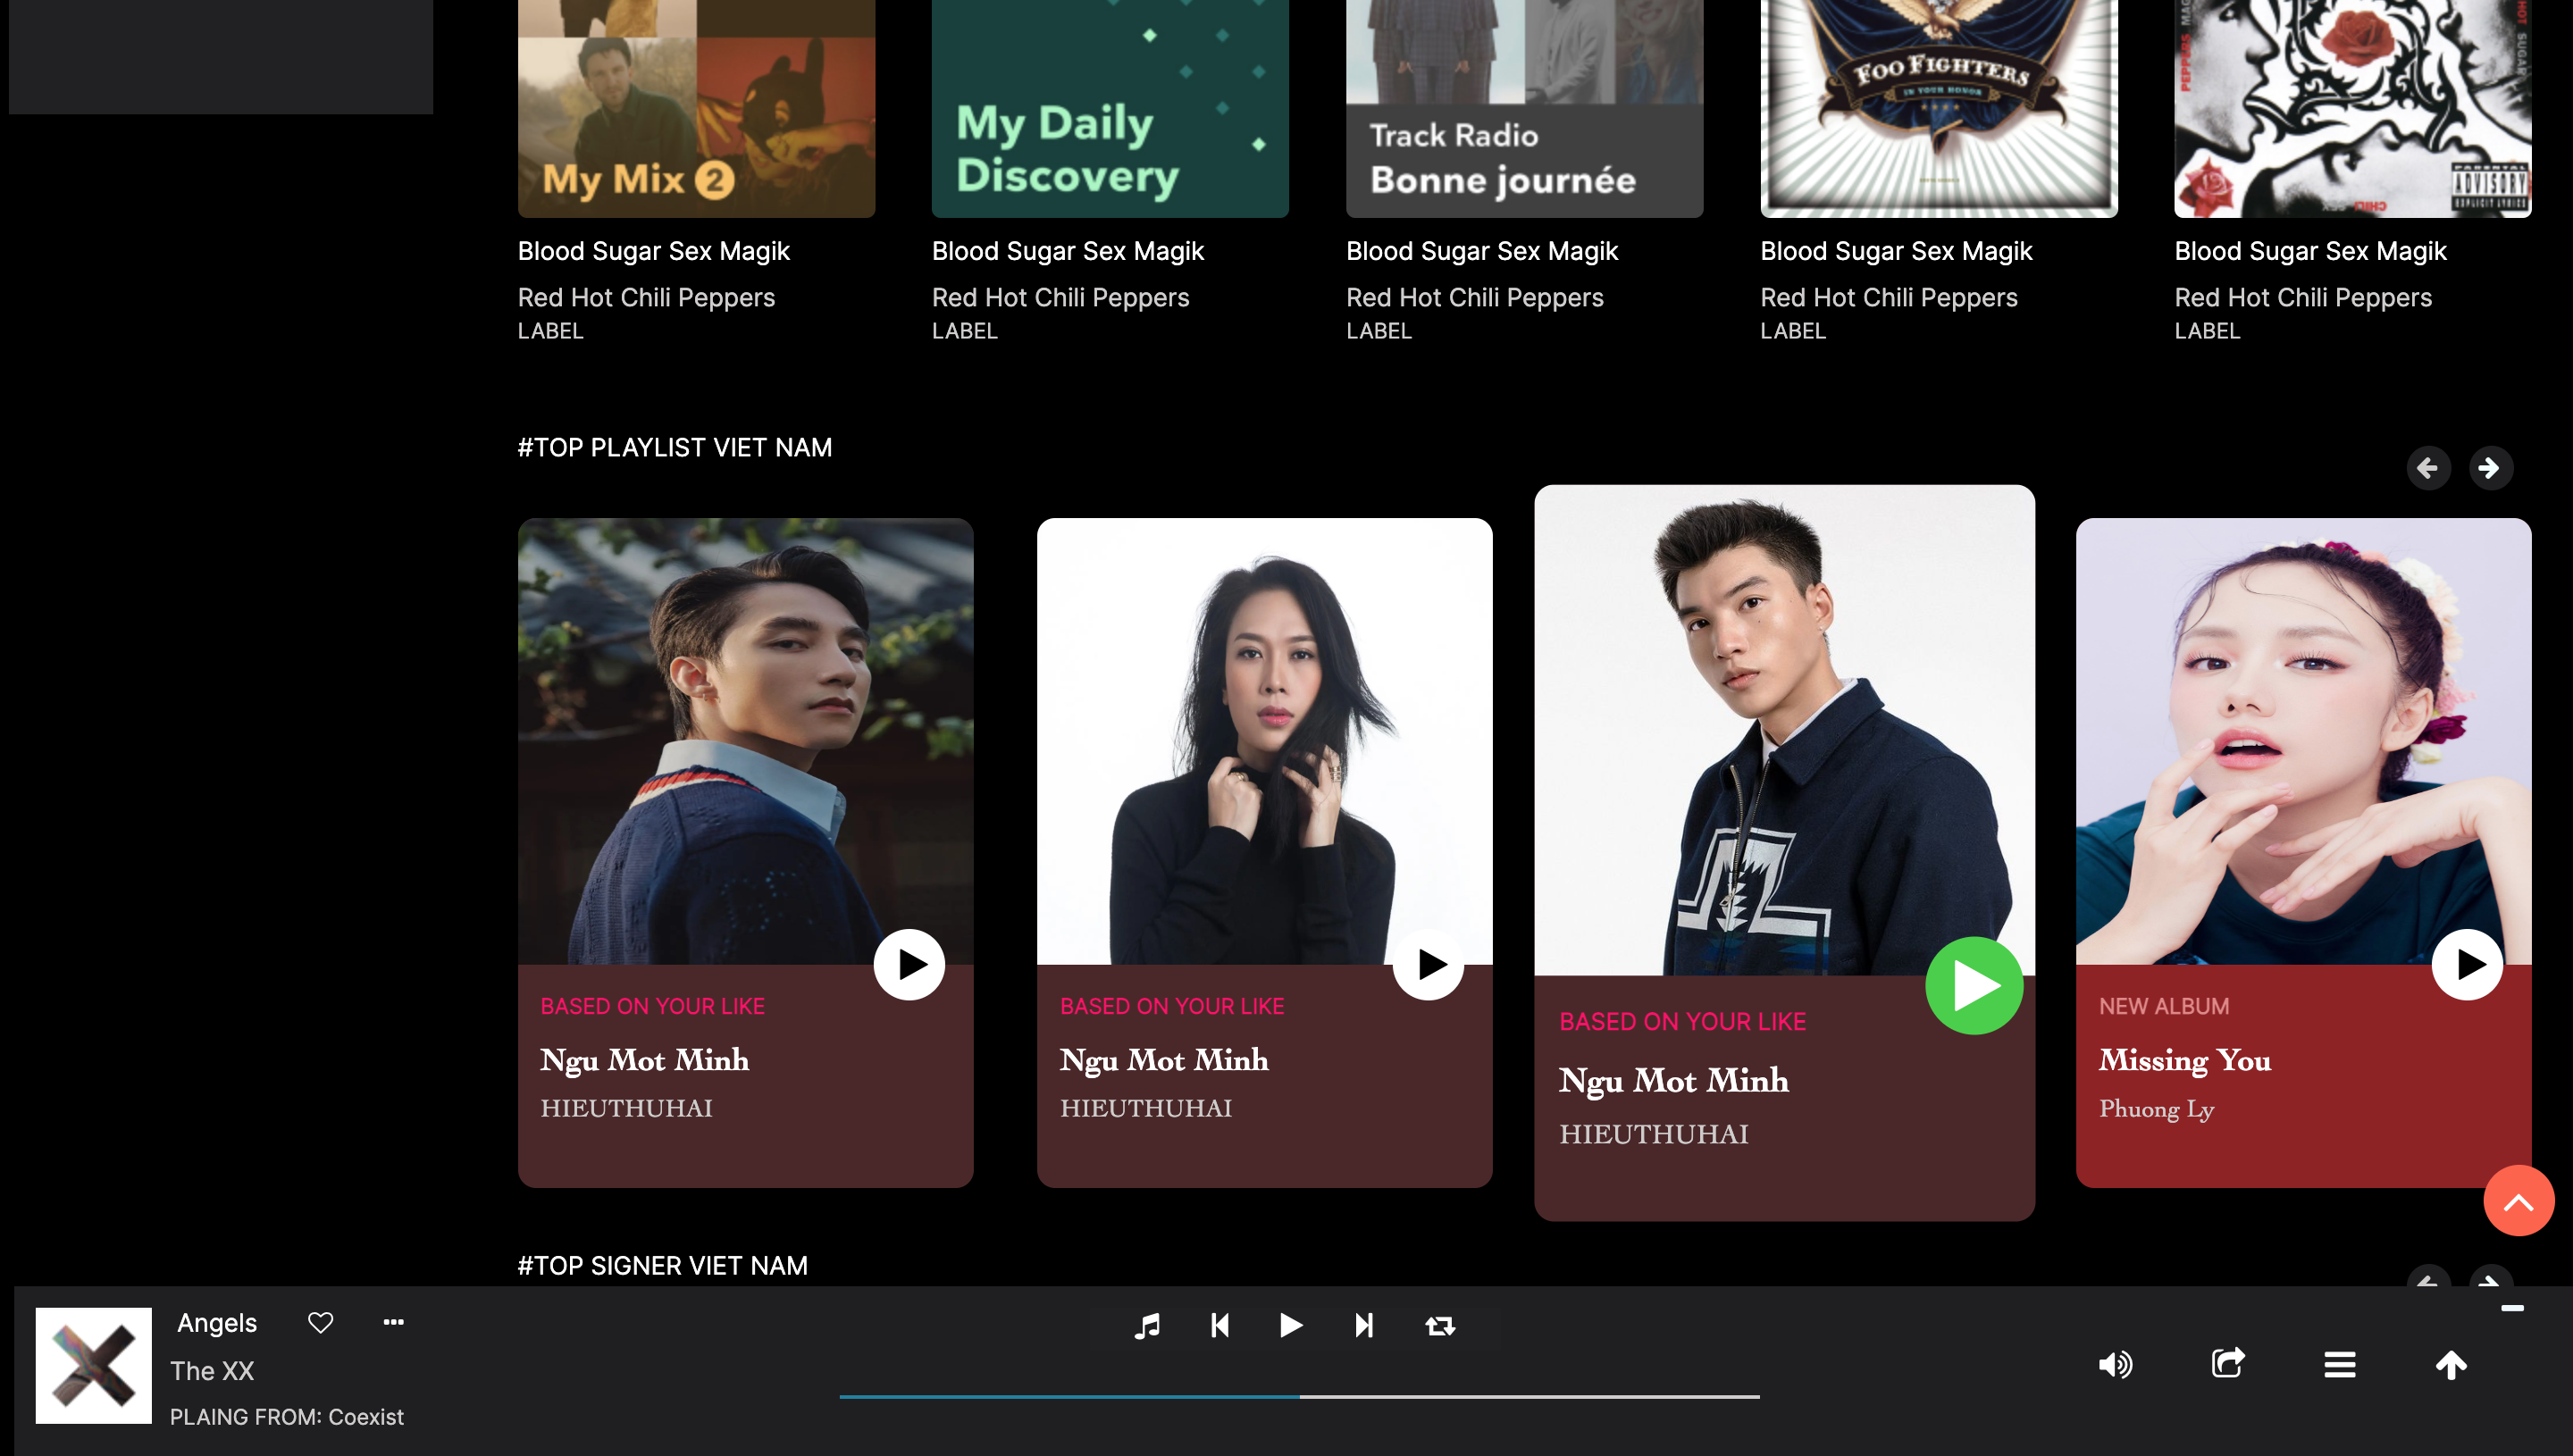 My Mix 2
My Daily
Discovery
Track Radio
Bonne journée
FOO FIGHTERS
IN YOUR HONOR
PEPPERS
HOT
SUGAR
SEX
CHILI
PARENTAL
ADVISORY
EXPLICIT LYRICS
Blood Sugar Sex Magik
Red Hot Chili Peppers
LABEL
Blood Sugar Sex Magik
Red Hot Chili Peppers
LABEL
Blood Sugar Sex Magik
Red Hot Chili Peppers
LABEL
Blood Sugar Sex Magik
Red Hot Chili Peppers
LABEL
Blood Sugar Sex Magik
Red Hot Chili Peppers
LABEL
#TOP PLAYLIST VIET NAM
BASED ON YOUR LIKE
Ngu Mot Minh
HIEUTHUHAI
BASED ON YOUR LIKE
Ngu Mot Minh
HIEUTHUHAI
BASED ON YOUR LIKE
Ngu Mot Minh
HIEUTHUHAI
NEW ALBUM
Missing You
Phuong Ly
#TOP SIGNER VIET NAM
Angels
The XX
PLAING FROM: Coexist